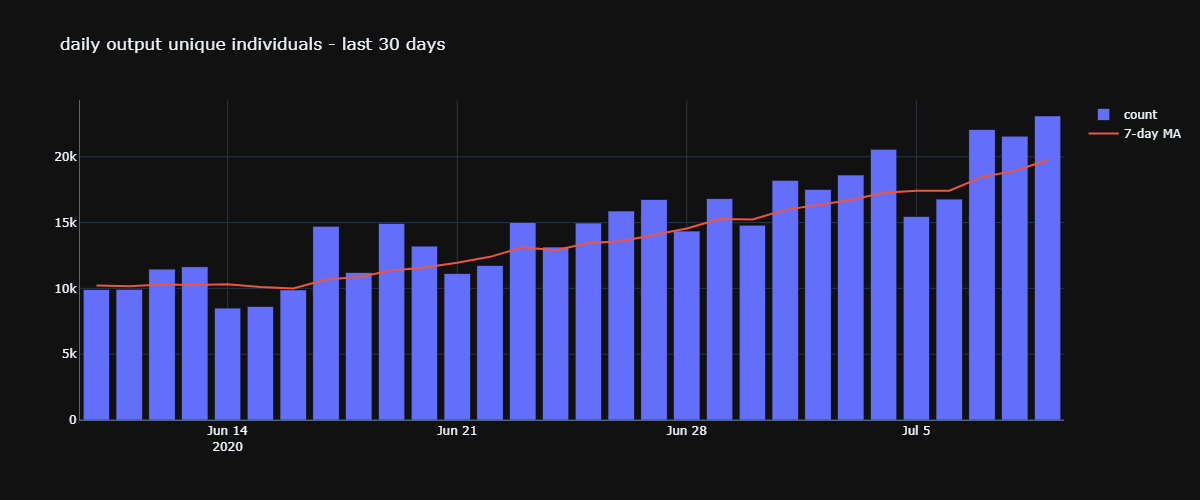 daily output unique individuals - last 30 days
count
7-day MA
20k
15k
10k
5k
0
Jun 14
2020
Jun 21
Jun 28
Jul 5